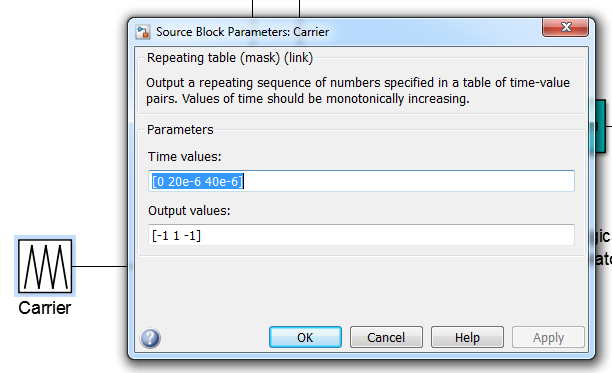 Source Block Parameters: Carrier
Repeating table (mask) (link)
Output a repeating sequence of numbers specified in a table of time-value
pairs. Values of time should be monotonically increasing.
Parameters
Time values:
[0 20e-6 40e-6]
Output values:
[-1 1 -1]
Carrier
OK
Cancel
Help
Apply